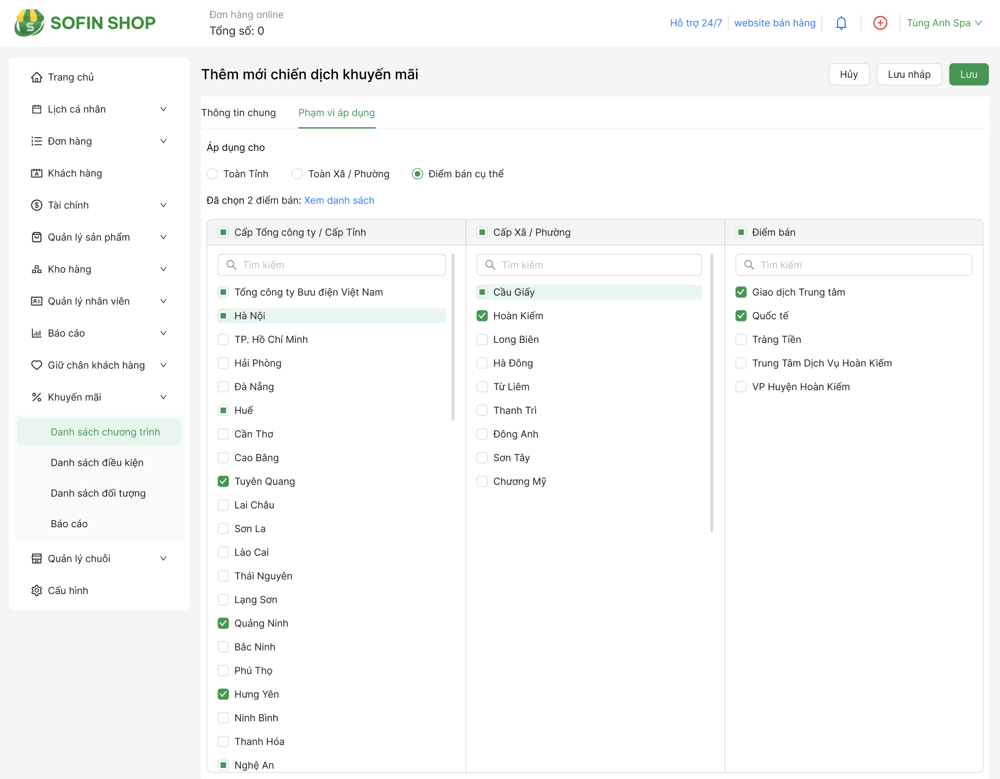 SOFIN SHOP
Đơn hàng online
Tổng số: 0
Hỗ trợ 24/7
website bán hàng
Tùng Anh Spa
Trang chủ
Lịch cá nhân
Đơn hàng
Khách hàng
Tài chính
Quản lý sản phẩm
Kho hàng
Quản lý nhân viên
Báo cáo
Giữ chân khách hàng
Khuyến mãi
Danh sách chương trình
Danh sách điều kiện
Danh sách đối tượng
Báo cáo
Quản lý chuỗi
Cấu hình
Thêm mới chiến dịch khuyến mãi
Hủy
Lưu nháp
Lưu
Thông tin chung
Phạm vi áp dụng
Áp dụng cho
Toàn Tỉnh
Toàn Xã / Phường
Điểm bán cụ thể
Đã chọn 2 điểm bán: Xem danh sách
Cấp Tổng công ty / Cấp Tỉnh
Tìm kiếm
Tổng công ty Bưu điện Việt Nam
Hà Nội
TP. Hồ Chí Minh
Hải Phòng
Đà Nẵng
Huế
Cần Thơ
Cao Bằng
Tuyên Quang
Lai Châu
Sơn La
Lào Cai
Thái Nguyên
Lạng Sơn
Quảng Ninh
Bắc Ninh
Phú Thọ
Hưng Yên
Ninh Bình
Thanh Hóa
Nghệ An
Cấp Xã / Phường
Tìm kiếm
Cầu Giấy
Hoàn Kiếm
Long Biên
Hà Đông
Từ Liêm
Thanh Trì
Đông Anh
Sơn Tây
Chương Mỹ
Điểm bán
Tìm kiếm
Giao dịch Trung tâm
Quốc tế
Tràng Tiền
Trung Tâm Dịch Vụ Hoàn Kiếm
VP Huyện Hoàn Kiếm